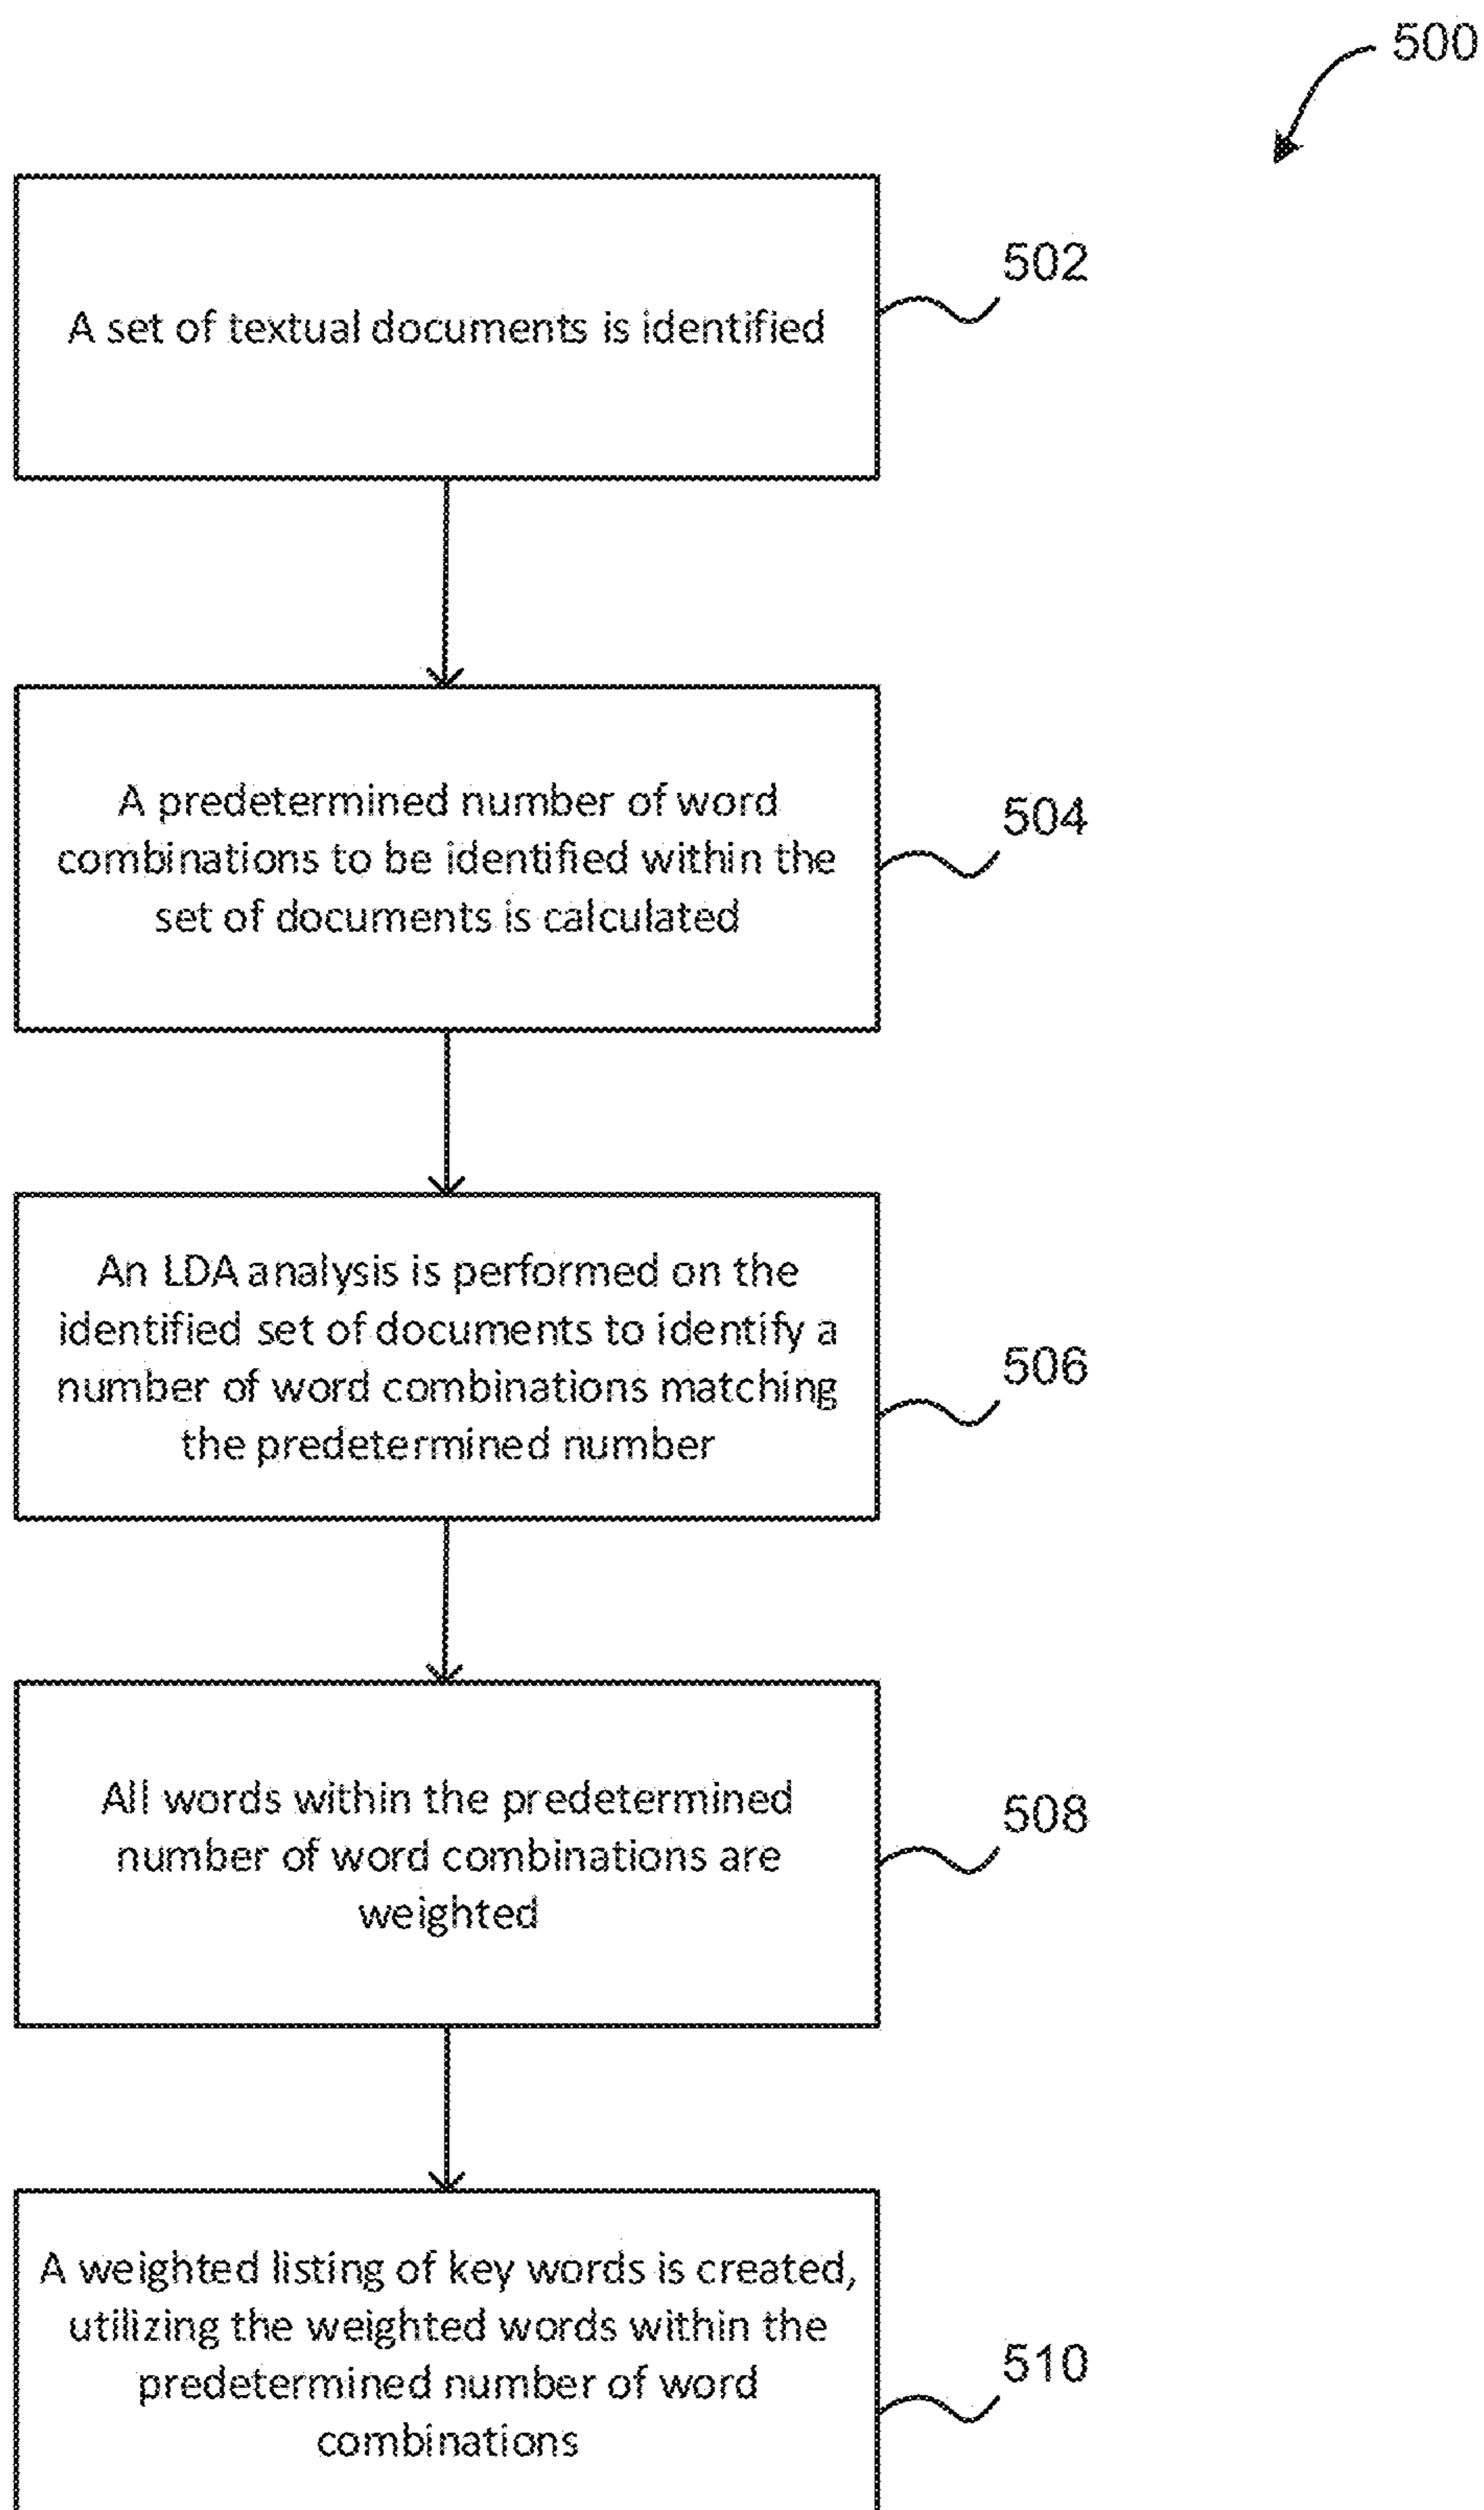 500
A set of textual documents is identified
502
A predetermined number of word
combinations to be identified within the
set of documents is calculated
504
An LDA analysis is performed on the
identified set of documents to identify a
number of word combinations matching
the predetermined number
506
All words within the predetermined
number of word combinations are
weighted
508
A weighted listing of key words is created,
utilizing the weighted words within the
predetermined number of word
combinations
510